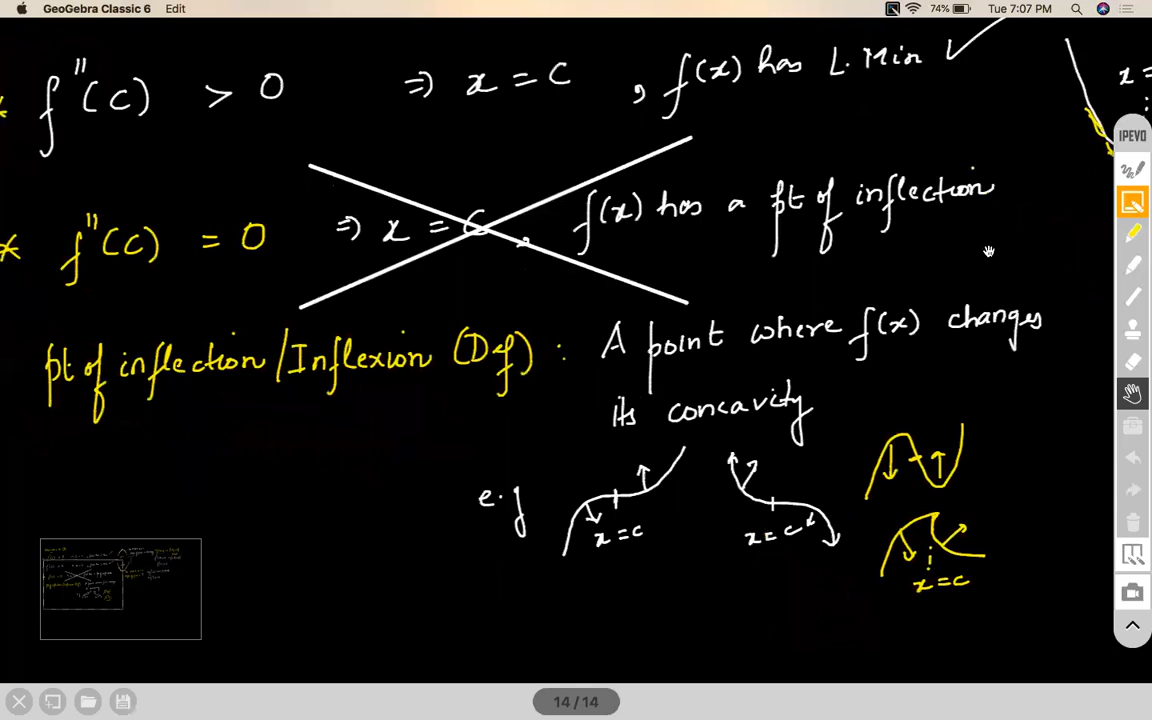 GeoGebra Classic 6 Edit 74% Tue 7:07 PM
f''(C) > 0 ⇒ x = C , f(x) has L. Min ✓
x =
IPEVO
* f''(C) = 0 ⇒ x = C , f(x) has a pt of inflection
pt of inflection/Inflexion (Def) : A point where f(x) changes
its concavity
e.g
x=c
x=c
x=c
14 / 14